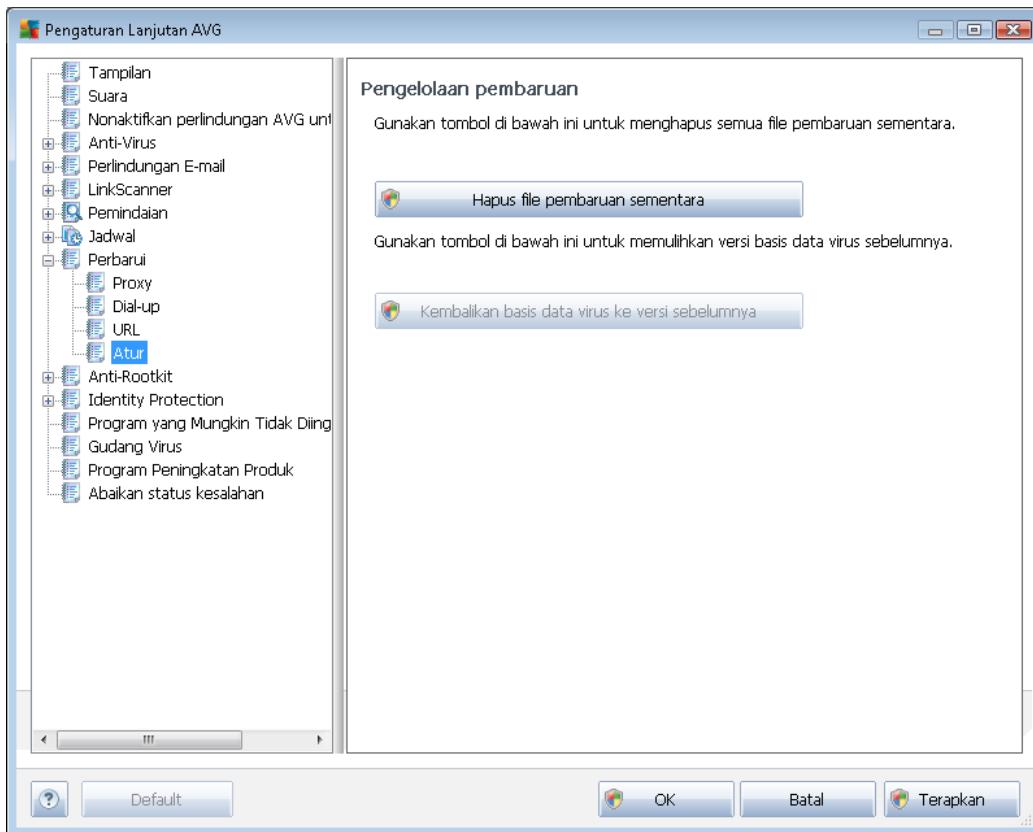 Pengaturan Lanjutan AVG
Tampilan
Suara
Nonaktifkan perlindungan AVG unt
Anti-Virus
Perlindungan E-mail
LinkScanner
Pemindaian
Jadwal
Perbarui
Proxy
Dial-up
URL
Atur
Anti-Rootkit
Identity Protection
Program yang Mungkin Tidak Diing
Gudang Virus
Program Peningkatan Produk
Abaikan status kesalahan
Pengelolaan pembaruan
Gunakan tombol di bawah ini untuk menghapus semua file pembaruan sementara.
Hapus file pembaruan sementara
Gunakan tombol di bawah ini untuk memulihkan versi basis data virus sebelumnya.
Kembalikan basis data virus ke versi sebelumnya
? Default OK Batal Terapkan